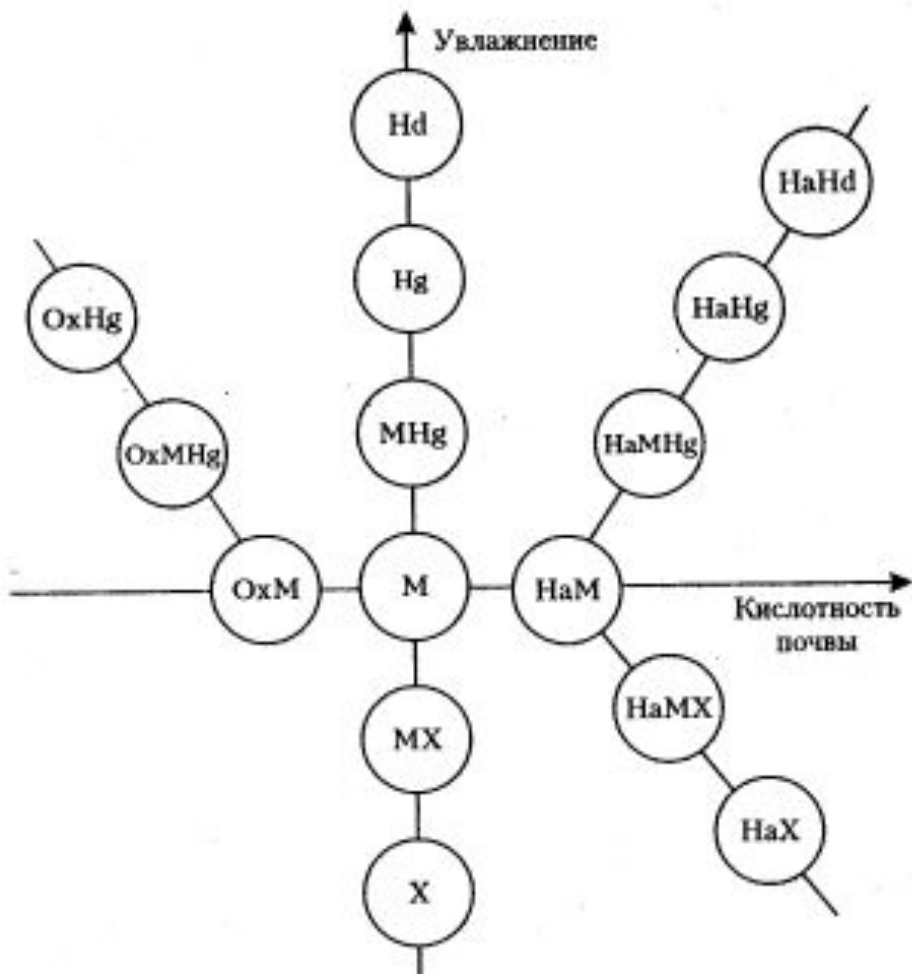 Увлажнение
Hd
HaHd
Hg
HaHg
OxHg
MHg
HaMHg
OxMHg
OxM
M
HaM
Кислотность
почвы
MX
HaMX
HaX
X